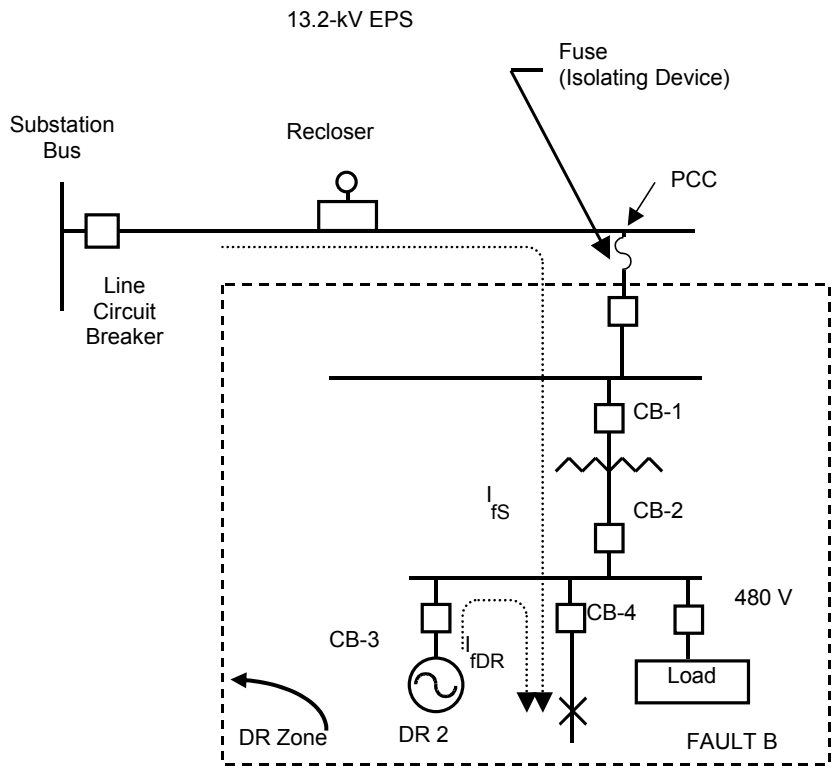 13.2-kV EPS
Fuse
(Isolating Device)
Substation
Bus
Recloser
PCC
Line
Circuit
Breaker
CB-1
I
fS
CB-2
480 V
CB-4
CB-3
I
fDR
Load
DR Zone
DR 2
FAULT B